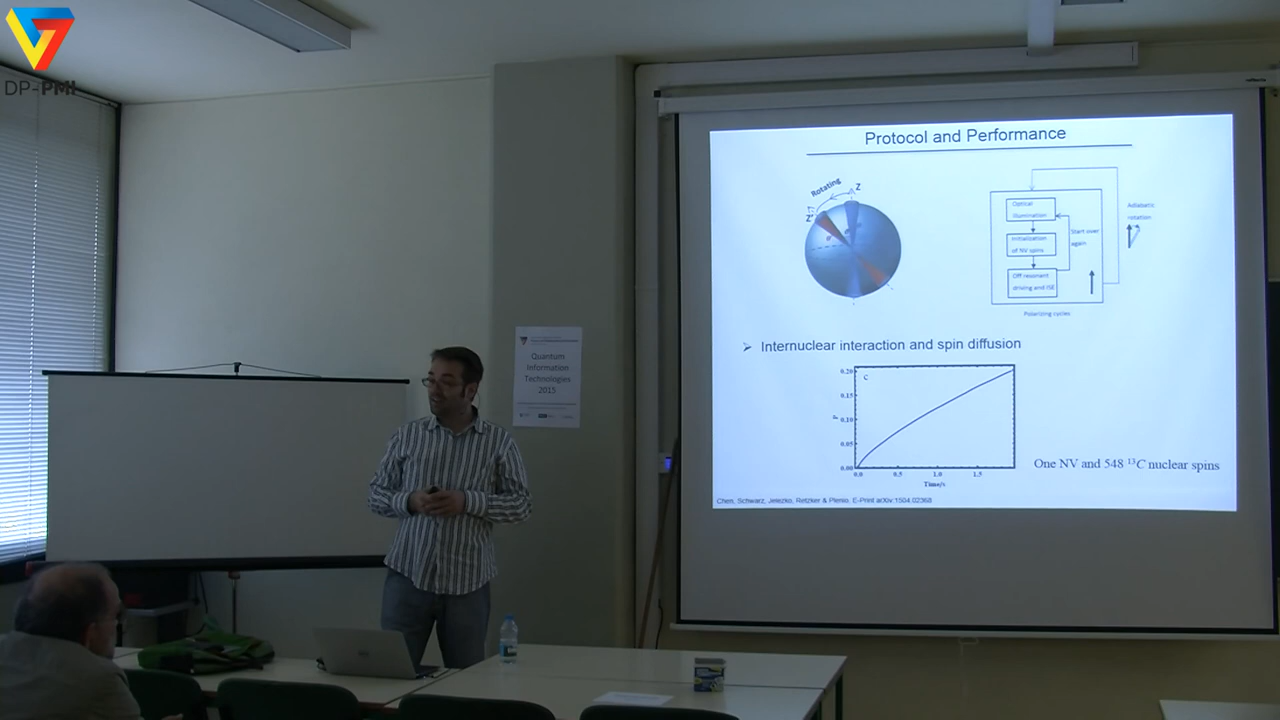 DP-PMI
Quantum
Information
Technologies
2015
Protocol and Performance
Rotating
Z
Z'
Optical
illumination
Initialization
of NV spins
Off resonant
driving and ISE
Start over
again
Adiabatic
rotation
Polarizing cycles
Internuclear interaction and spin diffusion
C
0.20
0.15
0.10
0.05
0.00
P
0.0 0.5 1.0 1.5
Time/s
One NV and 548 ¹³C nuclear spins
Chen, Schwarz, Jelezko, Retzker & Plenio. E-Print arXiv:1504.02368